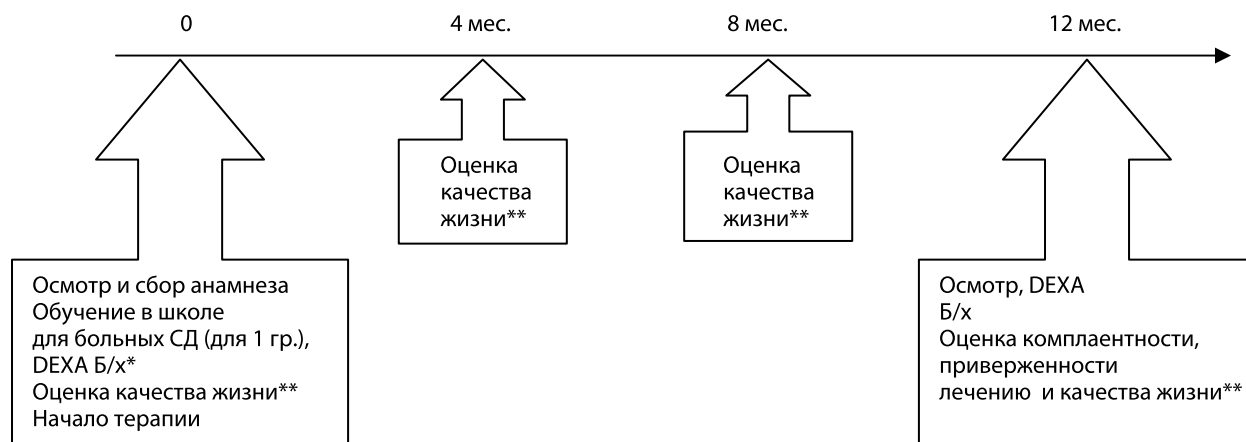 0
4 мес.
8 мес.
12 мес.
Оценка
качества
жизни**
Оценка
качества
жизни**
Осмотр и сбор анамнеза
Обучение в школе
для больных СД (для 1 гр.),
DEXA Б/х*
Оценка качества жизни**
Начало терапии
Осмотр, DEXA
Б/х
Оценка комплаентности,
приверженности
лечению и качества жизни**